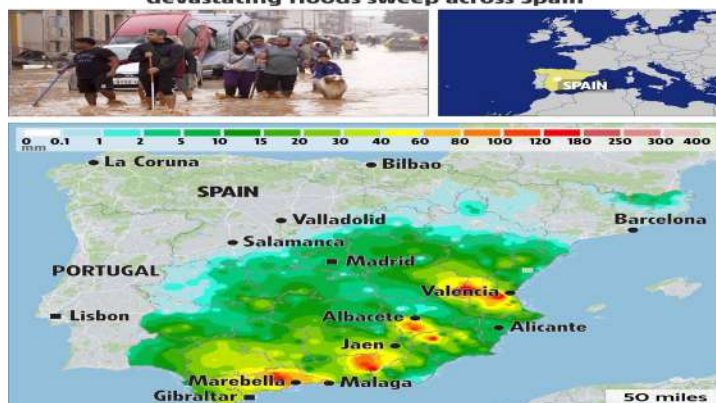 devastating floods sweep across Spain
SPAIN
0 0.1 1 2 5 10 15 20 30 40 60 80 100 120 180 250 300 400
mm
La Coruna
Bilbao
SPAIN
Valladolid
Barcelona
Salamanca
PORTUGAL
Madrid
Valencia
Lisbon
Albacete
Alicante
Jaen
Marebella
Malaga
Gibraltar
50 miles